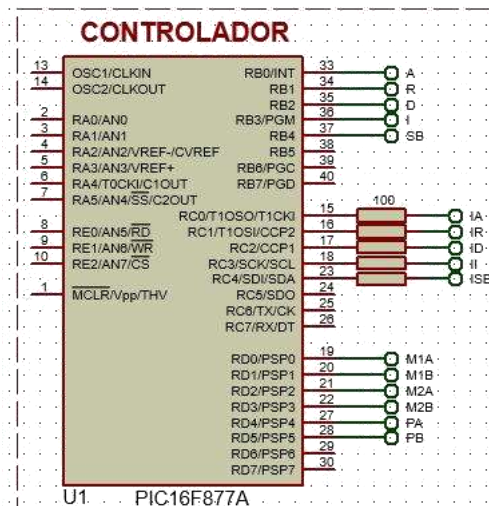 CONTROLADOR
13 OSC1/CLKIN RB0/INT 33 A
14 OSC2/CLKOUT RB1 34 R
RB2 35 D
2 RA0/AN0 RB3/PGM 36 I
3 RA1/AN1 RB4 37 SB
4 RA2/AN2/VREF-/CVREF RB5 38
5 RA3/AN3/VREF+ RB6/PGC 39
6 RA4/T0CKI/C1OUT RB7/PGD 40
7 RA5/AN4/SS/C2OUT
100
RC0/T1OSO/T1CKI 15 IA
8 RE0/AN5/RD RC1/T1OSI/CCP2 16 IR
9 RE1/AN6/WR RC2/CCP1 17 ID
10 RE2/AN7/CS RC3/SCK/SCL 18 II
RC4/SDI/SDA 23 ISB
1 MCLR/Vpp/THV RC5/SDO 24
RC6/TX/CK 25
RC7/RX/DT 26
RD0/PSP0 19 M1A
RD1/PSP1 20 M1B
RD2/PSP2 21 M2A
RD3/PSP3 22 M2B
RD4/PSP4 27 PA
RD5/PSP5 28 PB
RD6/PSP6 29
RD7/PSP7 30
U1 PIC16F877A